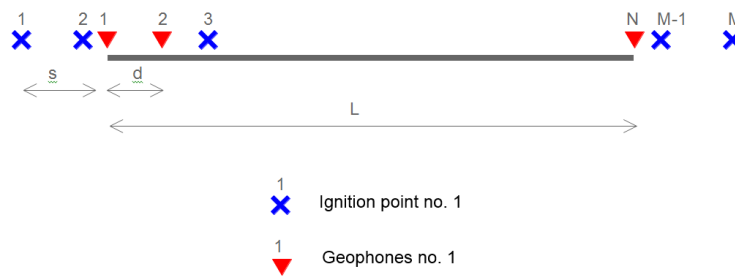 1 2 1 2 3 N M-1 M
s d
L
1
Ignition point no. 1
1
Geophones no. 1